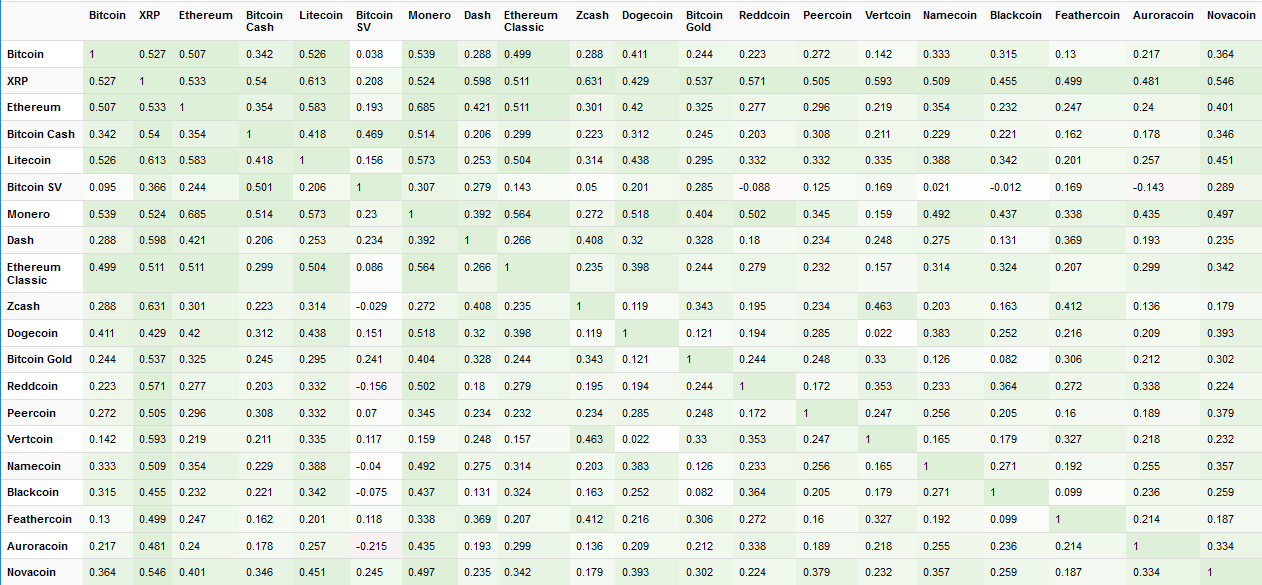 Bitcoin XRP Ethereum Bitcoin Cash Litecoin Bitcoin SV Monero Dash Ethereum Classic Zcash Dogecoin Bitcoin Gold Reddcoin Peercoin Vertcoin Namecoin Blackcoin Feathercoin Auroracoin Novacoin
Bitcoin 1 0.527 0.507 0.342 0.526 0.038 0.539 0.288 0.499 0.288 0.411 0.244 0.223 0.272 0.142 0.333 0.315 0.13 0.217 0.364
XRP 0.527 1 0.533 0.54 0.613 0.208 0.524 0.598 0.511 0.631 0.429 0.537 0.571 0.505 0.593 0.509 0.455 0.499 0.481 0.546
Ethereum 0.507 0.533 1 0.354 0.583 0.193 0.685 0.421 0.511 0.301 0.42 0.325 0.277 0.296 0.219 0.354 0.232 0.247 0.24 0.401
Bitcoin Cash 0.342 0.54 0.354 1 0.418 0.469 0.514 0.206 0.299 0.223 0.312 0.245 0.203 0.308 0.211 0.229 0.221 0.162 0.178 0.346
Litecoin 0.526 0.613 0.583 0.418 1 0.156 0.573 0.253 0.504 0.314 0.438 0.295 0.332 0.332 0.335 0.388 0.342 0.201 0.257 0.451
Bitcoin SV 0.095 0.366 0.244 0.501 0.206 1 0.307 0.279 0.143 0.05 0.201 0.285 -0.088 0.125 0.169 0.021 -0.012 0.169 -0.143 0.289
Monero 0.539 0.524 0.685 0.514 0.573 0.23 1 0.392 0.564 0.272 0.518 0.404 0.502 0.345 0.159 0.492 0.437 0.338 0.435 0.497
Dash 0.288 0.598 0.421 0.206 0.253 0.234 0.392 1 0.266 0.408 0.32 0.328 0.18 0.234 0.248 0.275 0.131 0.369 0.193 0.235
Ethereum Classic 0.499 0.511 0.511 0.299 0.504 0.086 0.564 0.266 1 0.235 0.398 0.244 0.279 0.232 0.157 0.314 0.324 0.207 0.299 0.342
Zcash 0.288 0.631 0.301 0.223 0.314 -0.029 0.272 0.408 0.235 1 0.119 0.343 0.195 0.234 0.463 0.203 0.163 0.412 0.136 0.179
Dogecoin 0.411 0.429 0.42 0.312 0.438 0.151 0.518 0.32 0.398 0.119 1 0.121 0.194 0.285 0.022 0.383 0.252 0.216 0.209 0.393
Bitcoin Gold 0.244 0.537 0.325 0.245 0.295 0.241 0.404 0.328 0.244 0.343 0.121 1 0.244 0.248 0.33 0.126 0.082 0.306 0.212 0.302
Reddcoin 0.223 0.571 0.277 0.203 0.332 -0.156 0.502 0.18 0.279 0.195 0.194 0.244 1 0.172 0.353 0.233 0.364 0.272 0.338 0.224
Peercoin 0.272 0.505 0.296 0.308 0.332 0.07 0.345 0.234 0.232 0.234 0.285 0.248 0.172 1 0.247 0.256 0.205 0.16 0.189 0.379
Vertcoin 0.142 0.593 0.219 0.211 0.335 0.117 0.159 0.248 0.157 0.463 0.022 0.33 0.353 0.247 1 0.165 0.179 0.327 0.218 0.232
Namecoin 0.333 0.509 0.354 0.229 0.388 -0.04 0.492 0.275 0.314 0.203 0.383 0.126 0.233 0.256 0.165 1 0.271 0.192 0.255 0.357
Blackcoin 0.315 0.455 0.232 0.221 0.342 -0.075 0.437 0.131 0.324 0.163 0.252 0.082 0.364 0.205 0.179 0.271 1 0.099 0.236 0.259
Feathercoin 0.13 0.499 0.247 0.162 0.201 0.118 0.338 0.369 0.207 0.412 0.216 0.306 0.272 0.16 0.327 0.192 0.099 1 0.214 0.187
Auroracoin 0.217 0.481 0.24 0.178 0.257 -0.215 0.435 0.193 0.299 0.136 0.209 0.212 0.338 0.189 0.218 0.255 0.236 0.214 1 0.334
Novacoin 0.364 0.546 0.401 0.346 0.451 0.245 0.497 0.235 0.342 0.179 0.393 0.302 0.224 0.379 0.232 0.357 0.259 0.187 0.334 1